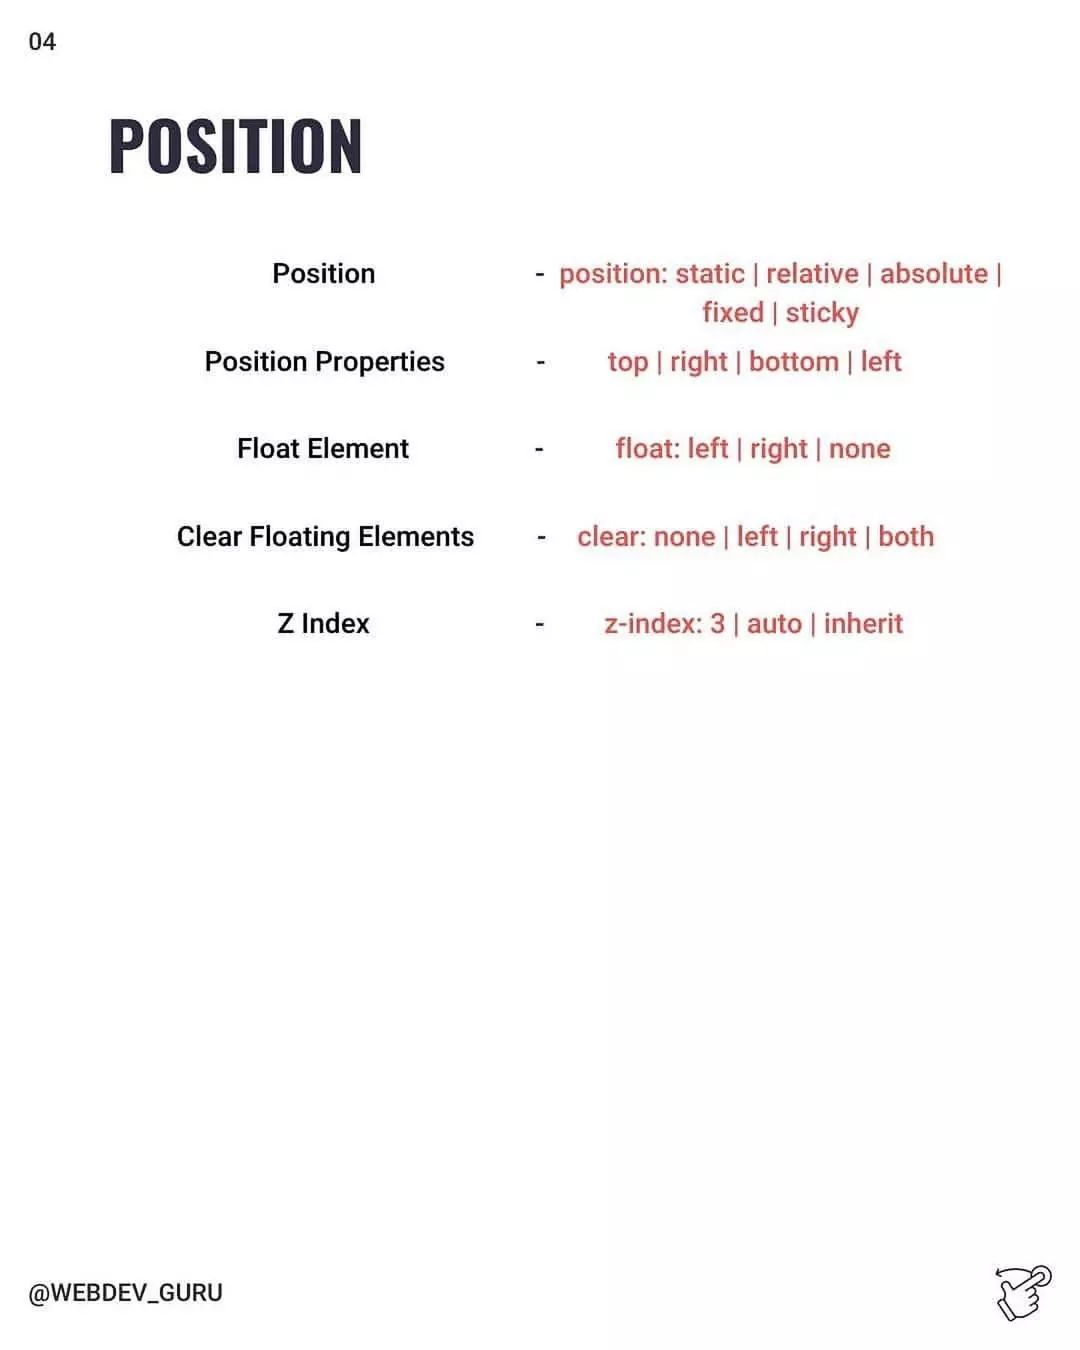 04
POSITION
Position - position: static | relative | absolute |
fixed | sticky
Position Properties - top | right | bottom | left
Float Element - float: left | right | none
Clear Floating Elements - clear: none | left | right | both
Z Index - z-index: 3 | auto | inherit
@WEBDEV_GURU